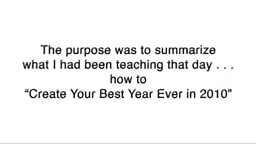 The purpose was to summarize
what I had been teaching that day . . .
how to
“Create Your Best Year Ever in 2010”